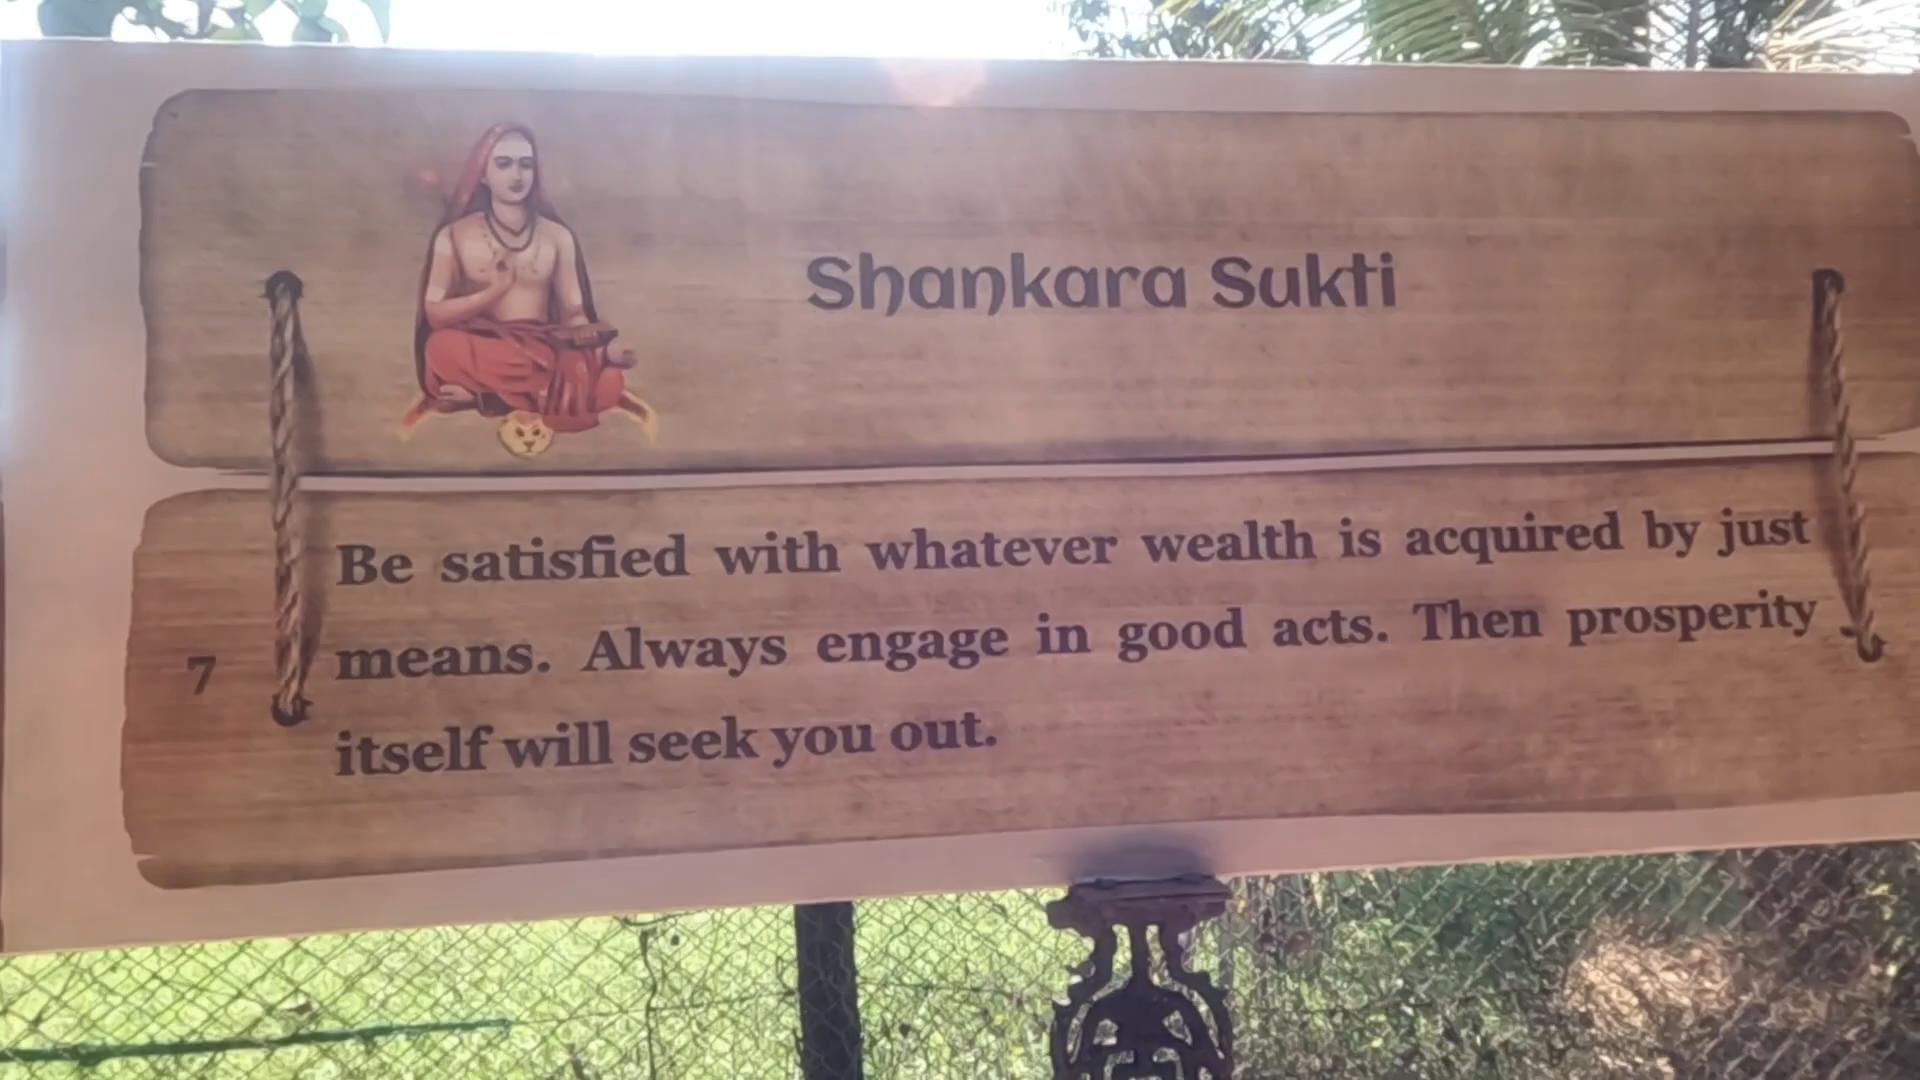 Shankara Sukti
Be satisfied with whatever wealth is acquired by just
7 means. Always engage in good acts. Then prosperity
itself will seek you out.